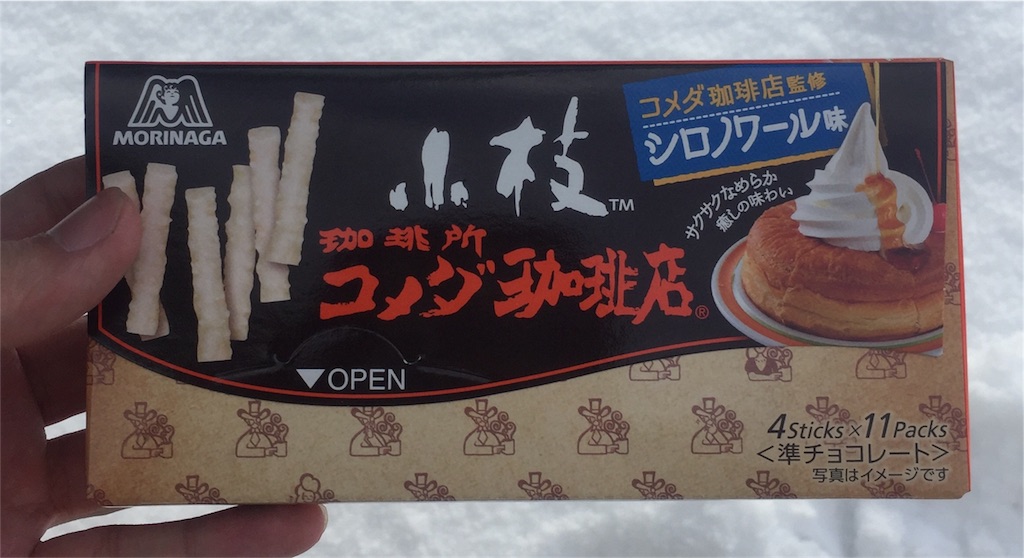 MORINAGA
小枝™
珈琲所
コメダ珈琲店®
コメダ珈琲店監修
シロノワール味
サクサクなめらか
癒しの味わい
▼OPEN
4Sticks×11Packs
<準チョコレート>
写真はイメージです